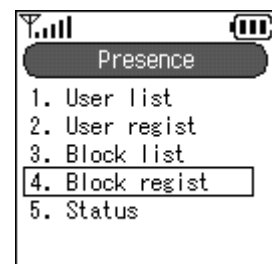 Presence
1. User list
2. User regist
3. Block list
4. Block regist
5. Status